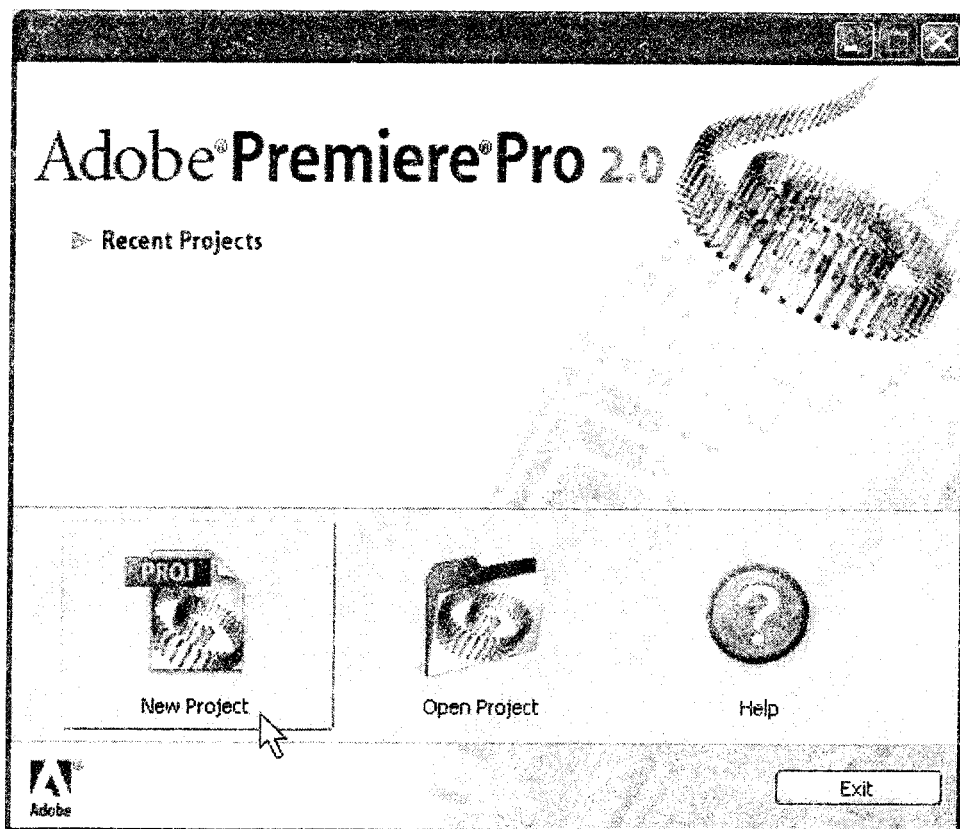 Adobe® Premiere® Pro 2.0
Recent Projects
PROJ
New Project
Open Project
Help
Adobe
Exit